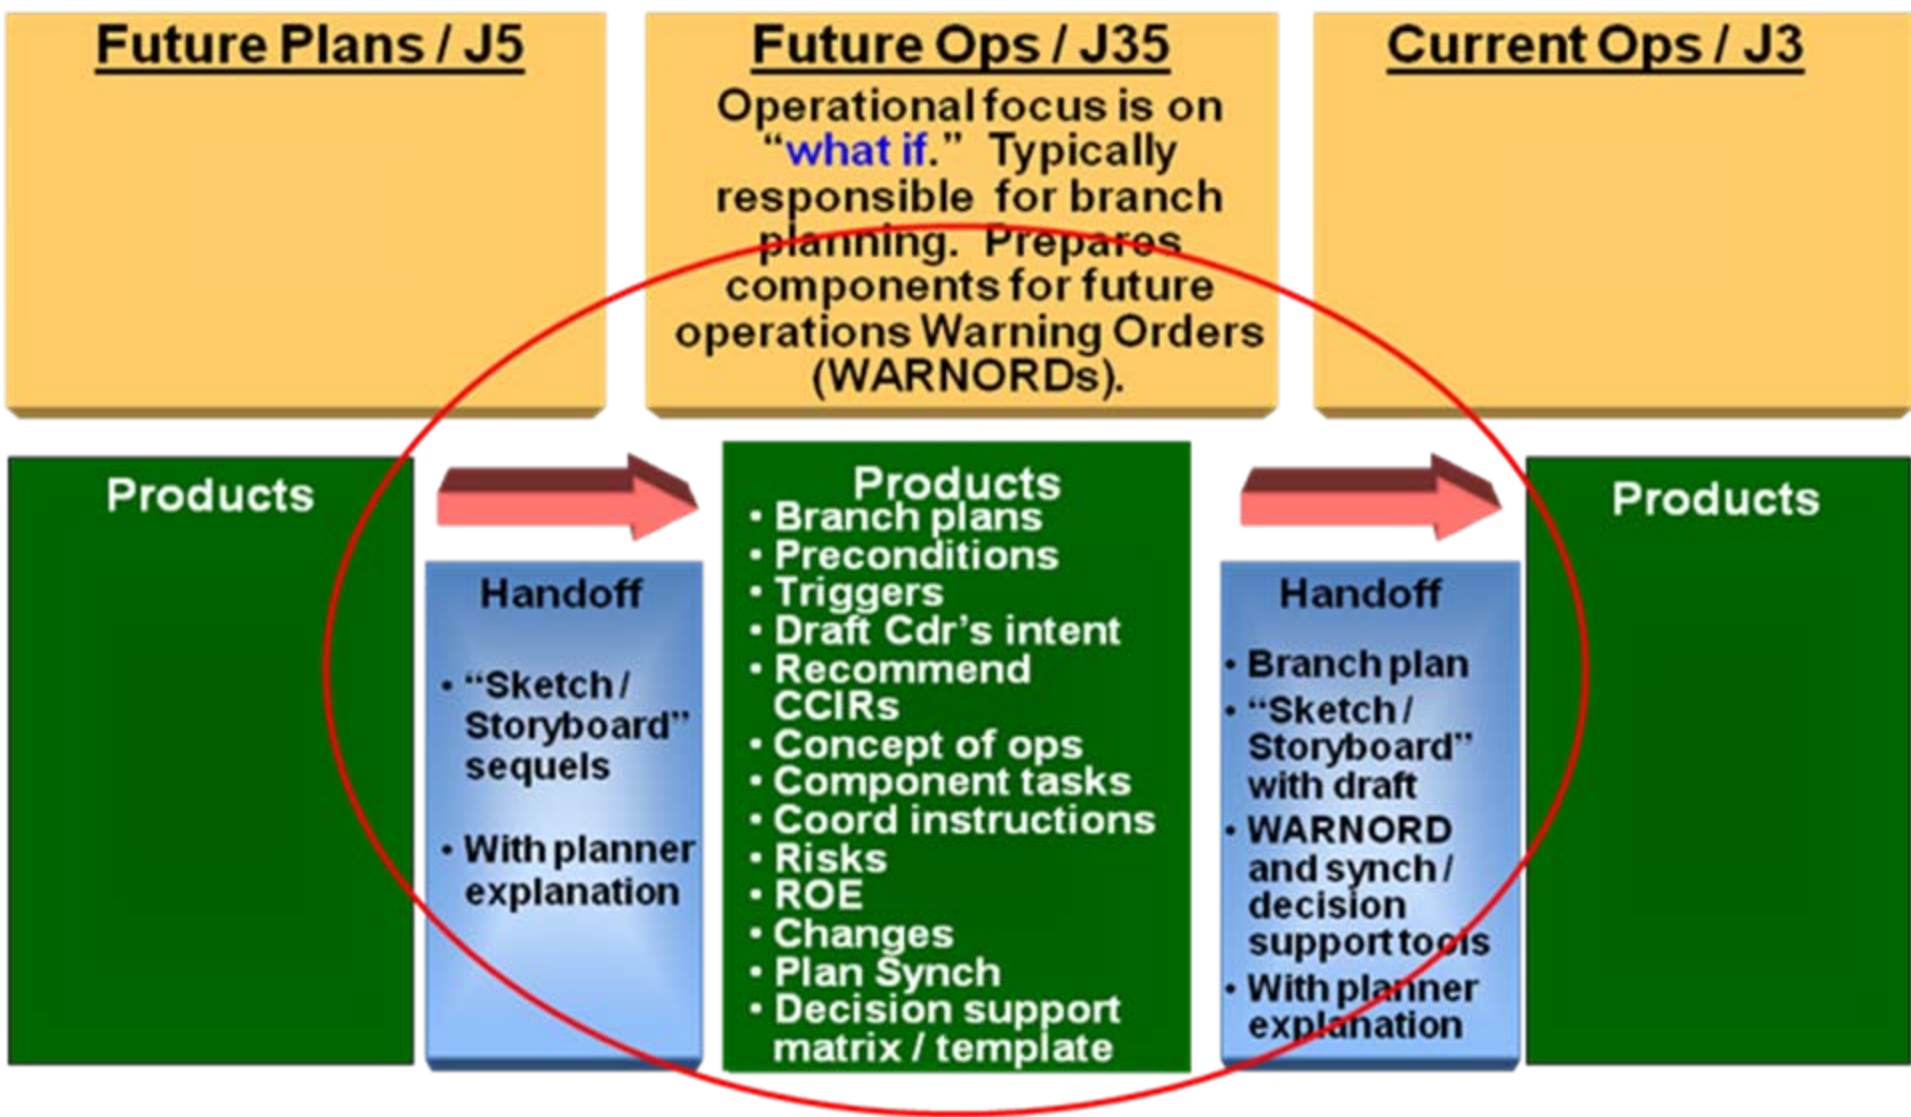 Future Plans / J5
Future Ops / J35
Operational focus is on
“what if.” Typically
responsible for branch
planning. Prepares
components for future
operations Warning Orders
(WARNORDs).
Current Ops / J3
Products
Handoff
• “Sketch /
Storyboard”
sequels
• With planner
explanation
Products
• Branch plans
• Preconditions
• Triggers
• Draft Cdr’s intent
• Recommend
CCIRs
• Concept of ops
• Component tasks
• Coord instructions
• Risks
• ROE
• Changes
• Plan Synch
• Decision support
matrix / template
Handoff
• Branch plan
• “Sketch /
Storyboard”
with draft
• WARNORD
and synch /
decision
support tools
• With planner
explanation
Products